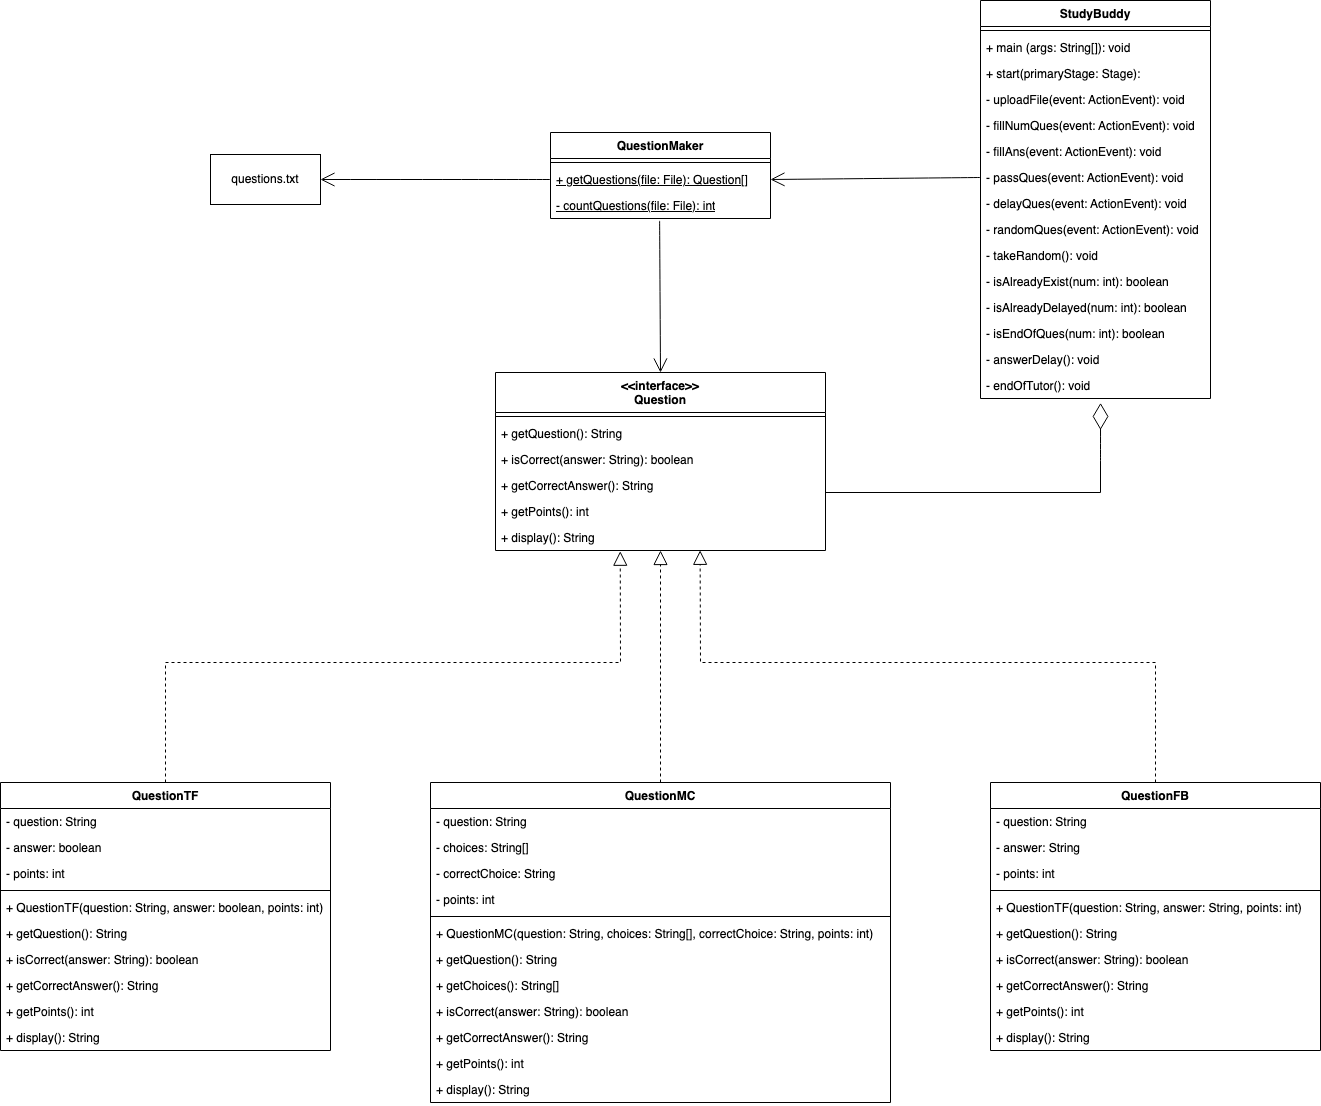 StudyBuddy
+ main (args: String[]): void
+ start(primaryStage: Stage):
- uploadFile(event: ActionEvent): void
- fillNumQues(event: ActionEvent): void
- fillAns(event: ActionEvent): void
- passQues(event: ActionEvent): void
- delayQues(event: ActionEvent): void
- randomQues(event: ActionEvent): void
- takeRandom(): void
- isAlreadyExist(num: int): boolean
- isAlreadyDelayed(num: int): boolean
- isEndOfQues(num: int): boolean
- answerDelay(): void
- endOfTutor(): void
QuestionMaker
+ getQuestions(file: File): Question[]
- countQuestions(file: File): int
questions.txt
<<interface>>
Question
+ getQuestion(): String
+ isCorrect(answer: String): boolean
+ getCorrectAnswer(): String
+ getPoints(): int
+ display(): String
QuestionTF
- question: String
- answer: boolean
- points: int
+ QuestionTF(question: String, answer: boolean, points: int)
+ getQuestion(): String
+ isCorrect(answer: String): boolean
+ getCorrectAnswer(): String
+ getPoints(): int
+ display(): String
QuestionMC
- question: String
- choices: String[]
- correctChoice: String
- points: int
+ QuestionMC(question: String, choices: String[], correctChoice: String, points: int)
+ getQuestion(): String
+ getChoices(): String[]
+ isCorrect(answer: String): boolean
+ getCorrectAnswer(): String
+ getPoints(): int
+ display(): String
QuestionFB
- question: String
- answer: String
- points: int
+ QuestionTF(question: String, answer: String, points: int)
+ getQuestion(): String
+ isCorrect(answer: String): boolean
+ getCorrectAnswer(): String
+ getPoints(): int
+ display(): String